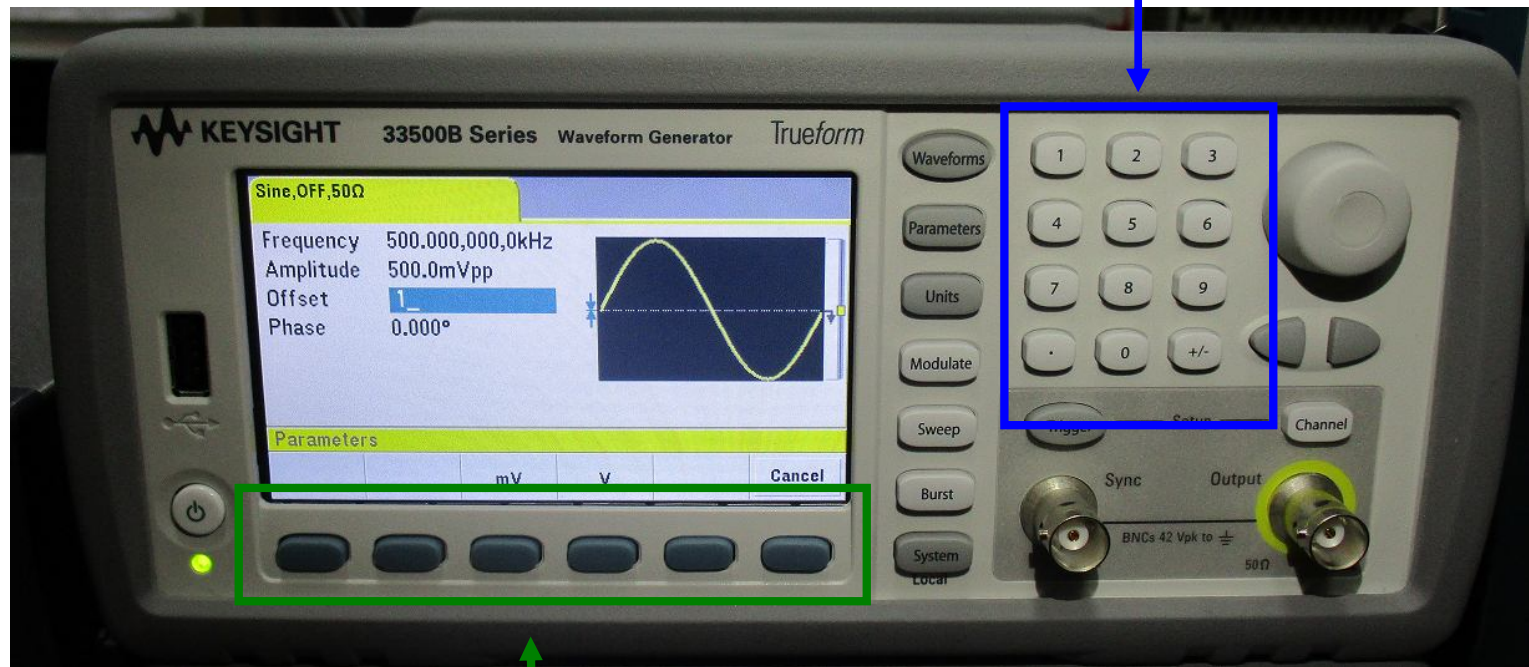 KEYSIGHT 33500B Series Waveform Generator Trueform
Sine,OFF,50Ω
Frequency 500.000,000,0kHz
Amplitude 500.0mVpp
Offset 1_
Phase 0.000°
Parameters
mV V Cancel
Waveforms
Parameters
Units
Modulate
Sweep
Burst
System
Local
1 2 3
4 5 6
7 8 9
. 0 +/-
Trigger Setup Channel
Sync Output
BNCs 42 Vpk to
50Ω